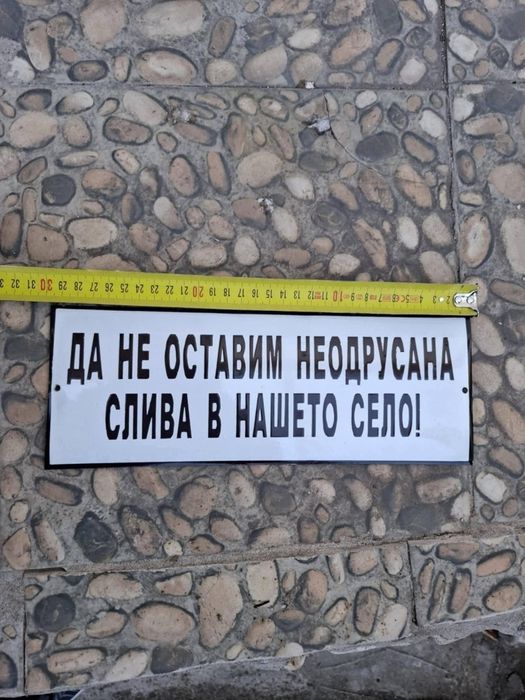 ДА НЕ ОСТАВИМ НЕОДРУСАНА
СЛИВА В НАШЕТО СЕЛО!